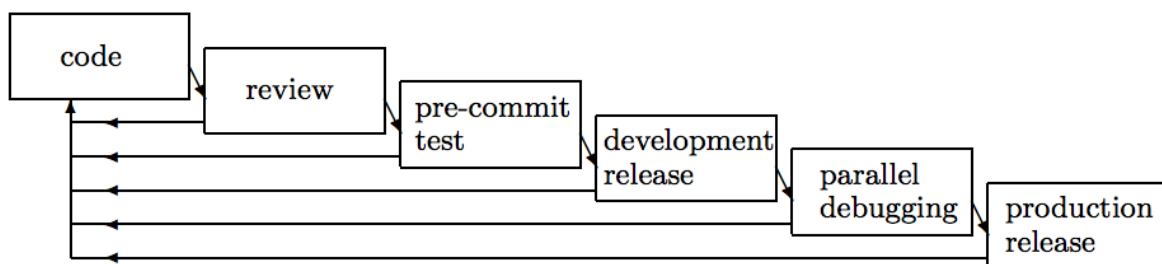 code
review
pre-commit
test
development
release
parallel
debugging
production
release